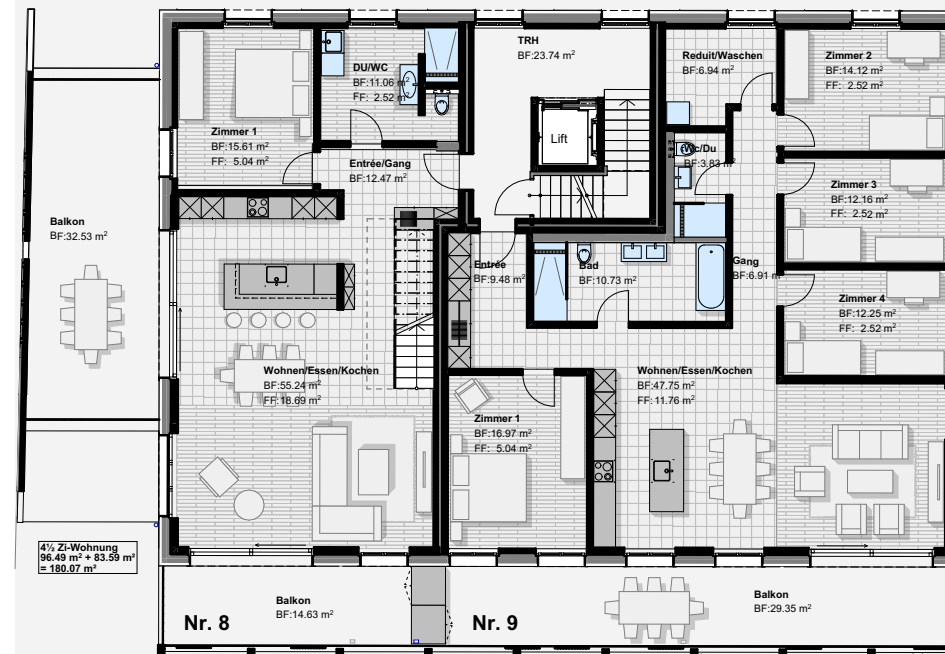 Zimmer 1
BF:15.61 m²
FF: 5.04 m²
DU/WC
BF:11.06 m²
FF: 2.52 m²
TRH
BF:23.74 m²
Lift
Reduit/Waschen
BF:6.94 m²
Zimmer 2
BF:14.12 m²
FF: 2.52 m²
Entrée/Gang
BF:12.47 m²
Wc/Du
BF:3.83 m²
Zimmer 3
BF:12.16 m²
FF: 2.52 m²
Balkon
BF:32.53 m²
Entrée
BF:9.48 m²
Bad
BF:10.73 m²
Gang
BF:6.91 m²
Zimmer 4
BF:12.25 m²
FF: 2.52 m²
Wohnen/Essen/Kochen
BF:55.24 m²
FF:18.69 m²
Wohnen/Essen/Kochen
BF:47.75 m²
FF:11.76 m²
Zimmer 1
BF:16.97 m²
FF: 5.04 m²
4½ Zi-Wohnung
96.49 m² + 83.59 m²
= 180.07 m²
Nr. 8
Balkon
BF:14.63 m²
Nr. 9
Balkon
BF:29.35 m²